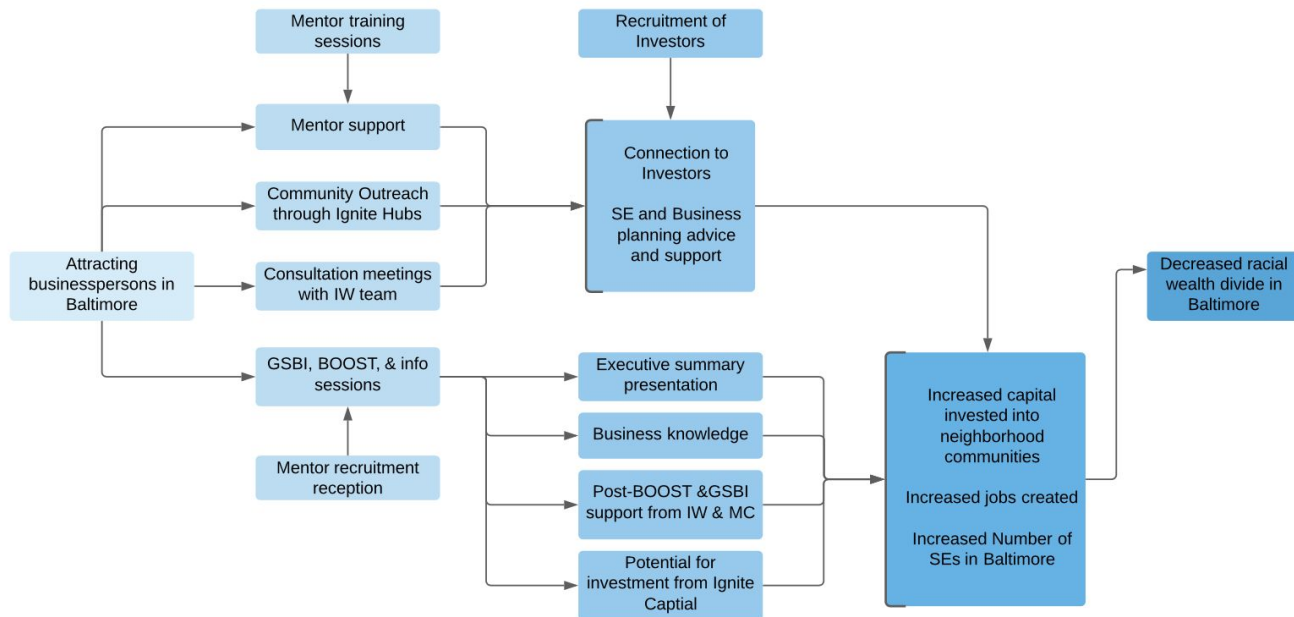 Mentor training
sessions
Recruitment of
Investors
Mentor support
Connection to
Investors
SE and Business
planning advice
and support
Community Outreach
through Ignite Hubs
Attracting
businesspersons in
Baltimore
Consultation meetings
with IW team
Decreased racial
wealth divide in
Baltimore
GSBI, BOOST, & info
sessions
Executive summary
presentation
Business knowledge
Mentor recruitment
reception
Post-BOOST &GSBI
support from IW & MC
Potential for
investment from Ignite
Captial
Increased capital
invested into
neighborhood
communities
Increased jobs created
Increased Number of
SEs in Baltimore